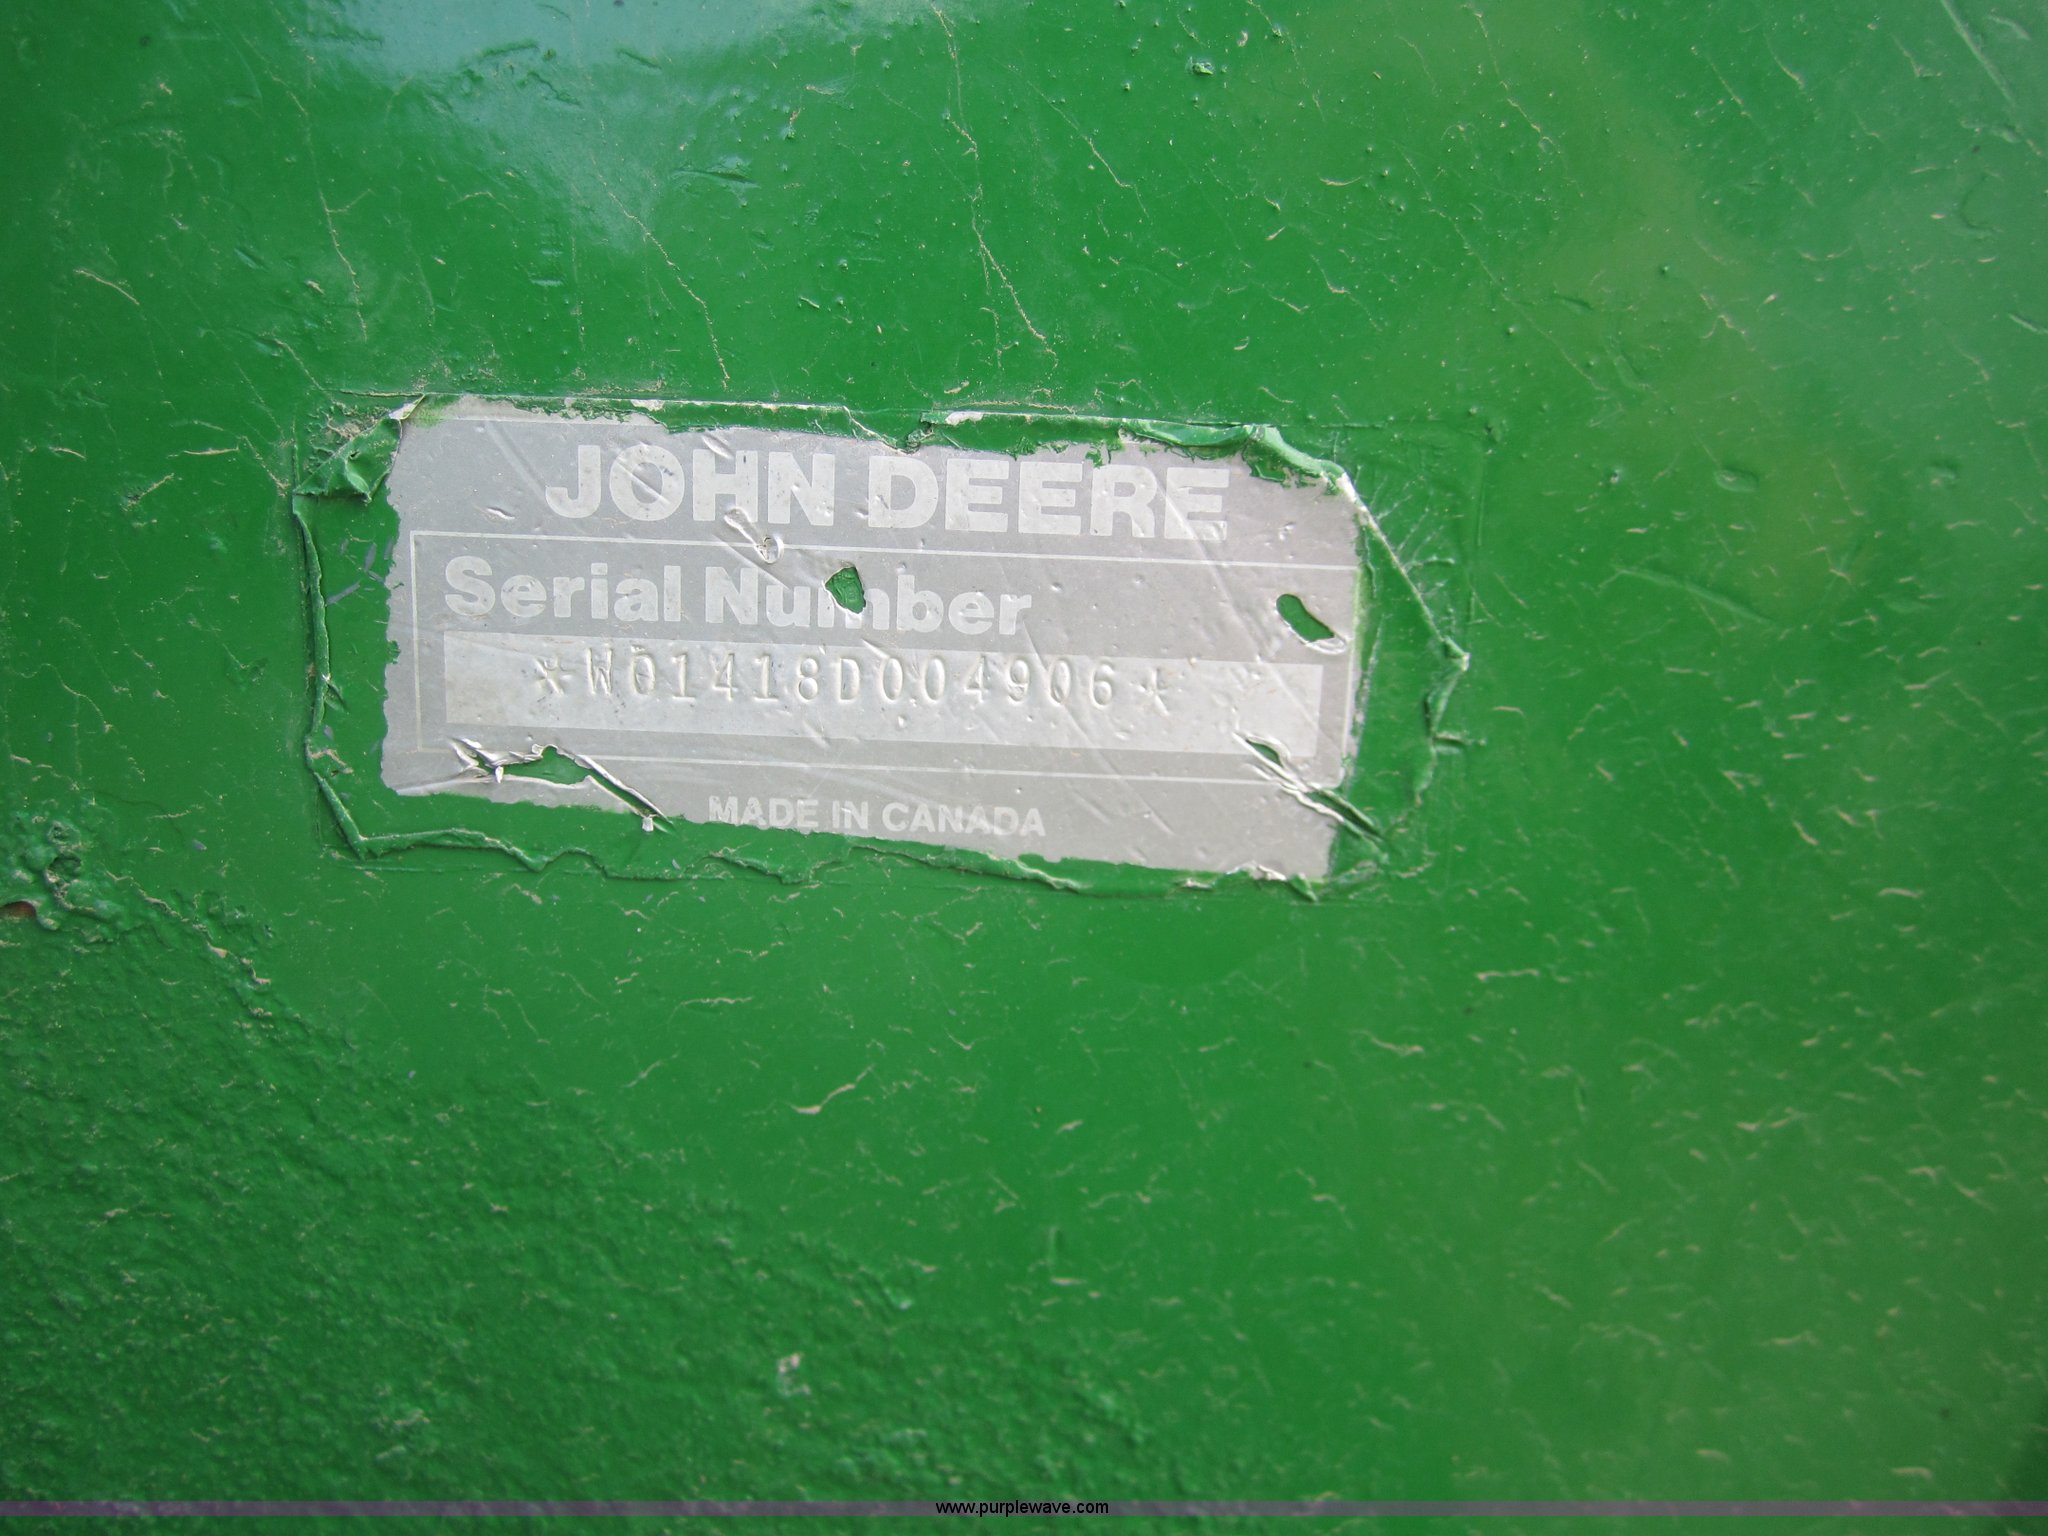 JOHN DEERE
Serial Number
*W01418D004906*
MADE IN CANADA
www.purplewave.com